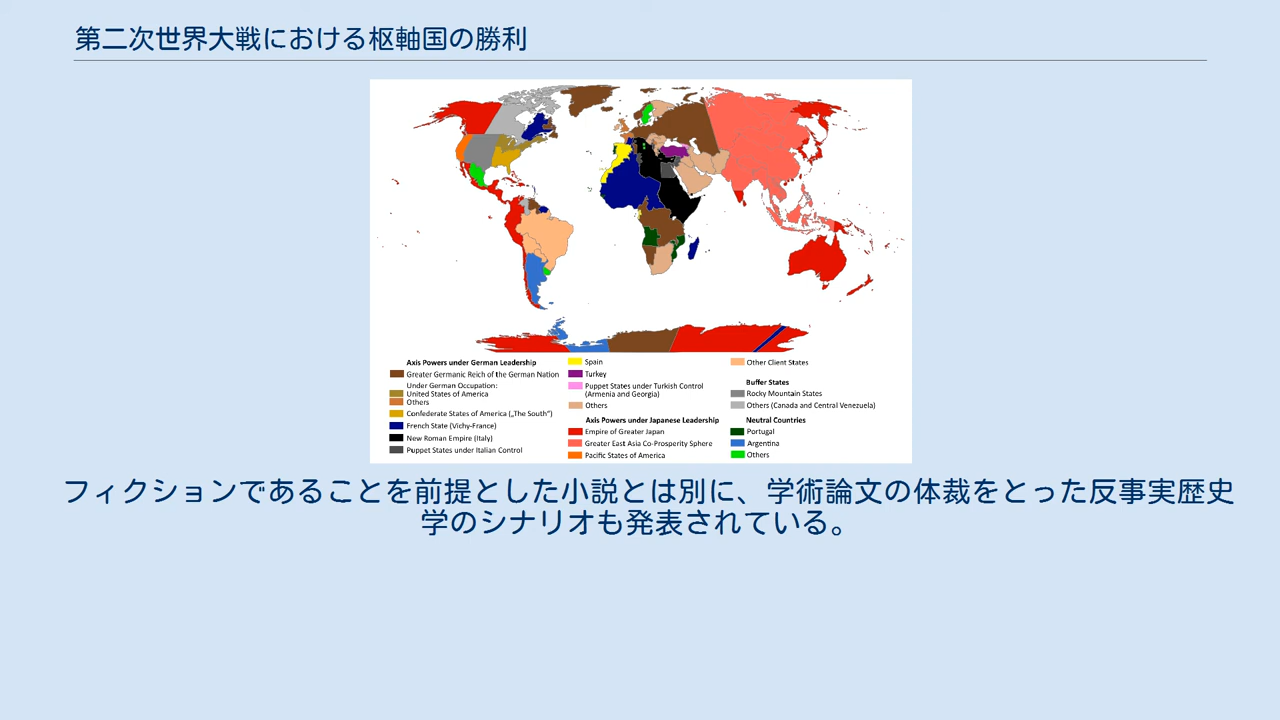 第二次世界大戦における枢軸国の勝利
Axis Powers under German Leadership
Greater Germanic Reich of the German Nation
Under German Occupation:
United States of America
Others
Confederate States of America („The South“)
French State (Vichy-France)
New Roman Empire (Italy)
Puppet States under Italian Control
Spain
Turkey
Puppet States under Turkish Control
(Armenia and Georgia)
Others
Axis Powers under Japanese Leadership
Empire of Greater Japan
Greater East Asia Co-Prosperity Sphere
Pacific States of America
Other Client States
Buffer States
Rocky Mountain States
Others (Canada and Central Venezuela)
Neutral Countries
Portugal
Argentina
Others
フィクションであることを前提とした小説とは別に、学術論文の体裁をとった反事実歴史
学のシナリオも発表されている。